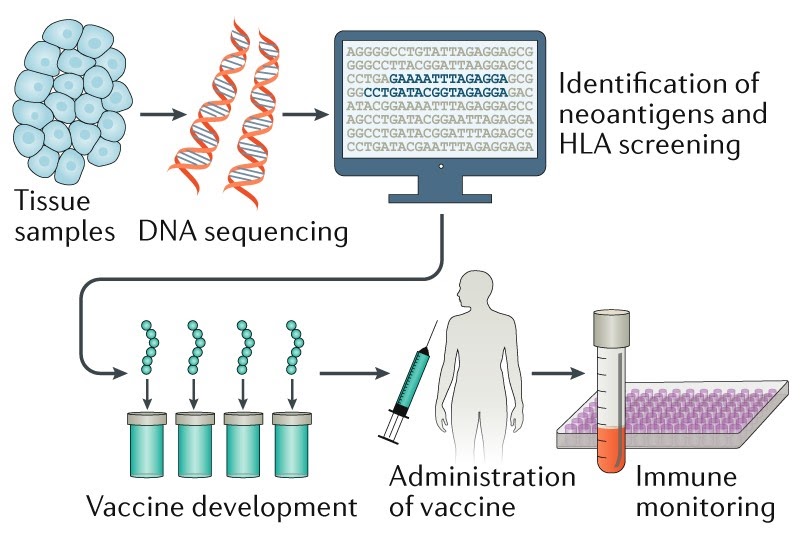 AGGGGCCTGTATTAGAGGAGCG
GGGCCTTACGGATTAAGGAGCC
CCTGAGAAAATTTAGAGGA
GGCCTGATACGGTAGAGGAGAC
ATACGGAAAATTTAGAGGAGCC
AGCCTGATACGGAATTAGAGGA
GGCCTGATACGGATTTAGAGCG
CCTGATACGAATTTAGAGGAGA
Identification of
neoantigens and
HLA screening
Tissue
samples
DNA sequencing
Vaccine development
Administration
of vaccine
Immune
monitoring